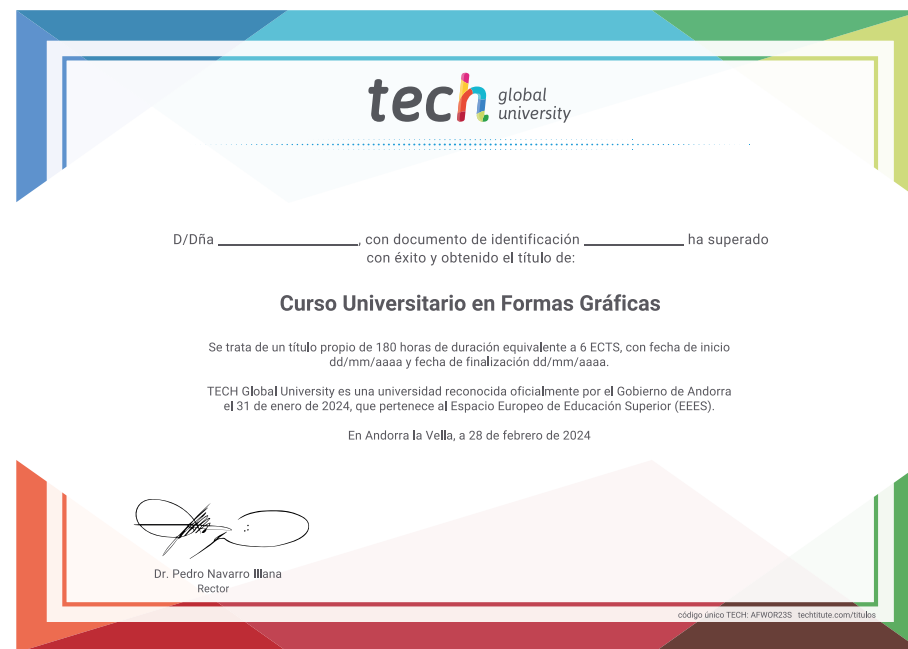 tech global university
D/Dña ____________________, con documento de identificación ______________ ha superado
con éxito y obtenido el título de:
Curso Universitario en Formas Gráficas
Se trata de un título propio de 180 horas de duración equivalente a 6 ECTS, con fecha de inicio
dd/mm/aaaa y fecha de finalización dd/mm/aaaa.
TECH Global University es una universidad reconocida oficialmente por el Gobierno de Andorra
el 31 de enero de 2024, que pertenece al Espacio Europeo de Educación Superior (EEES).
En Andorra la Vella, a 28 de febrero de 2024
Dr. Pedro Navarro Illana
Rector
código único TECH: AFWOR23S techtitute.com/titulos